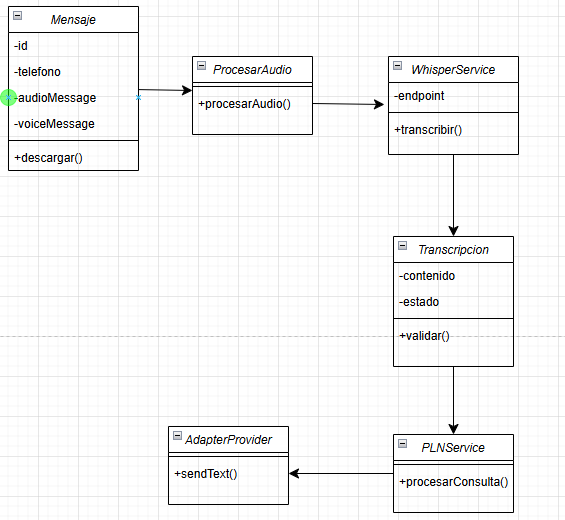 Mensaje
-id
-telefono
-audioMessage
-voiceMessage
+descargar()
ProcesarAudio
+procesarAudio()
WhisperService
-endpoint
+transcribir()
Transcripcion
-contenido
-estado
+validar()
AdapterProvider
+sendText()
PLNService
+procesarConsulta()